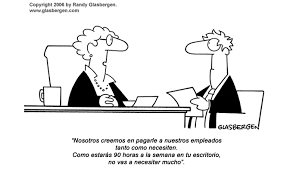 Copyright 2006 by Randy Glasbergen.
www.glasbergen.com
GLASBERGEN
"Nosotros creemos en pagarle a nuestros empleados
tanto como necesiten.
Como estarás 90 horas a la semana en tu escritorio,
no vas a necesitar mucho".